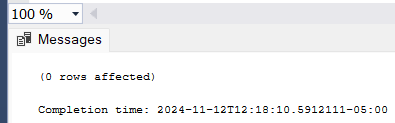 100 %
Messages
(0 rows affected)
Completion time: 2024-11-12T12:18:10.5912111-05:00